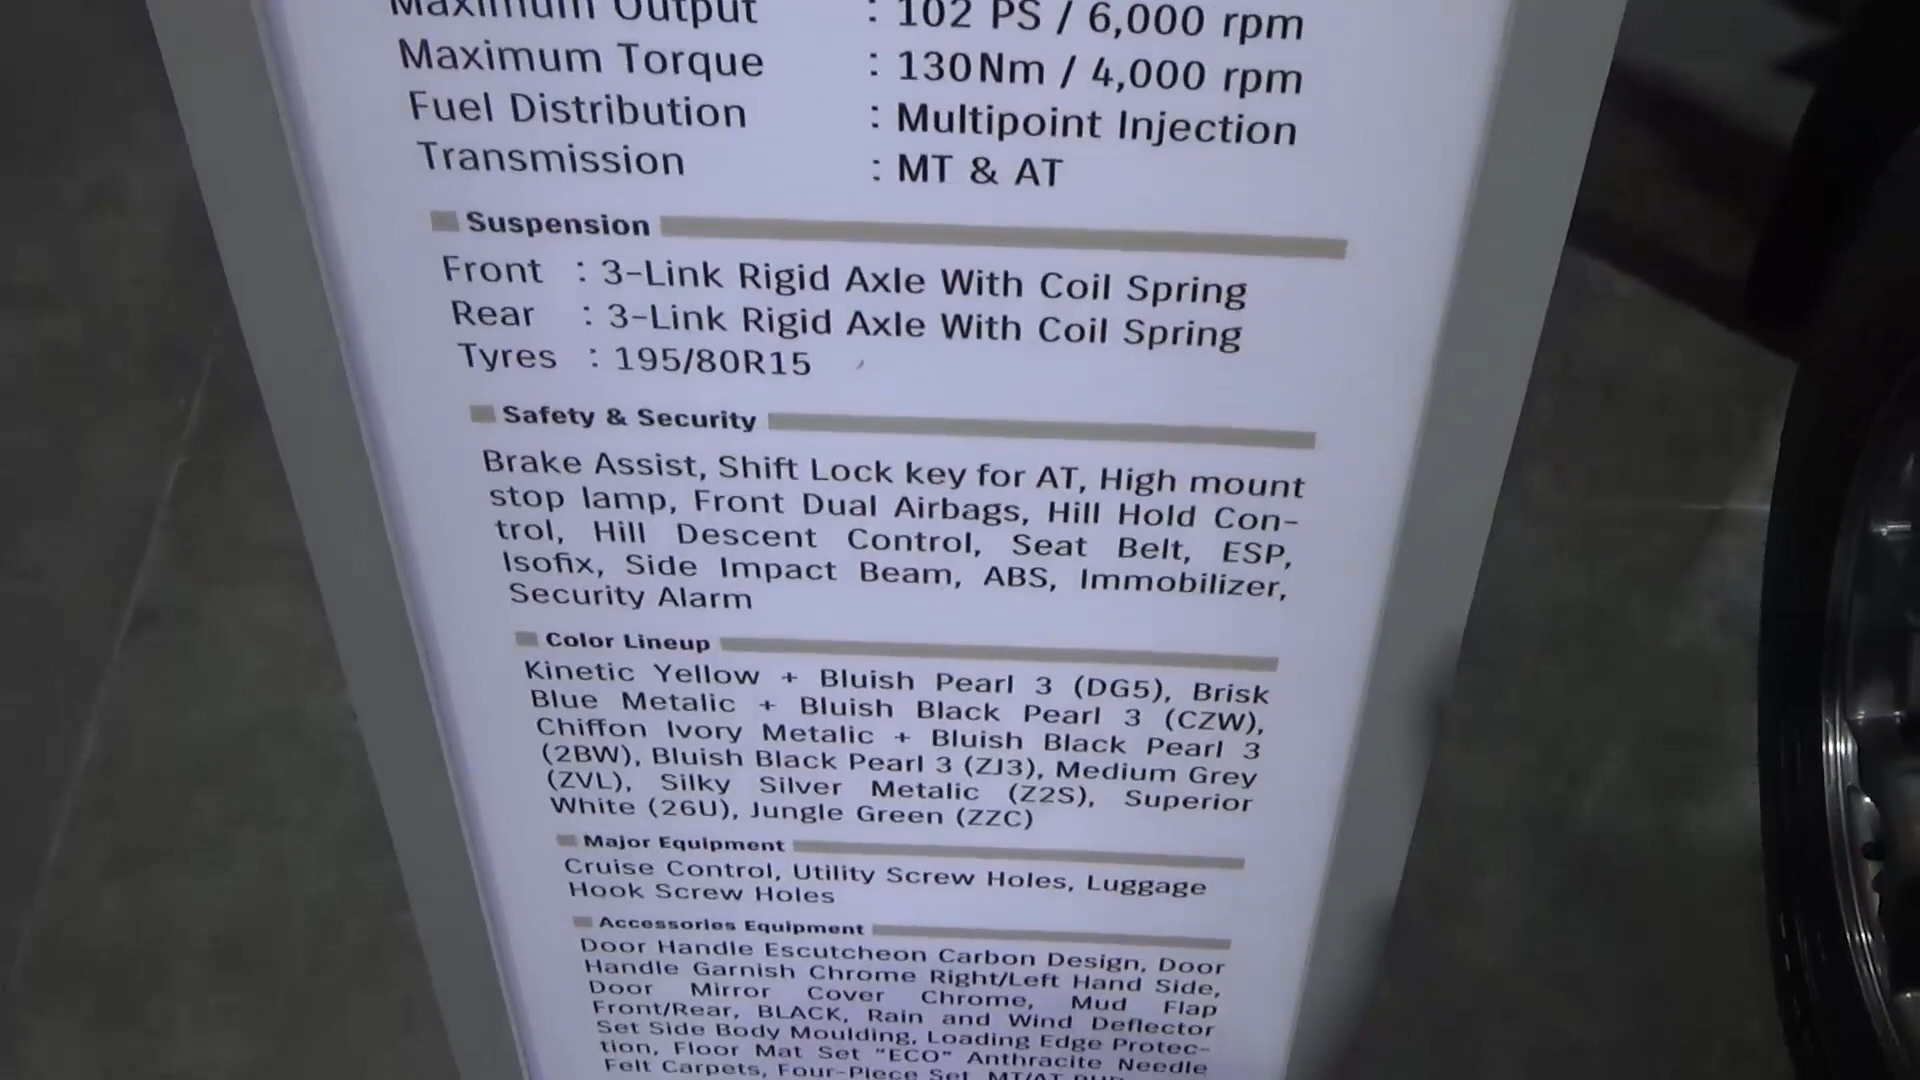 Maximum Output : 102 PS / 6,000 rpm
Maximum Torque : 130Nm / 4,000 rpm
Fuel Distribution : Multipoint Injection
Transmission : MT & AT
Suspension
Front : 3-Link Rigid Axle With Coil Spring
Rear : 3-Link Rigid Axle With Coil Spring
Tyres : 195/80R15
Safety & Security
Brake Assist, Shift Lock key for AT, High mount
stop lamp, Front Dual Airbags, Hill Hold Con-
trol, Hill Descent Control, Seat Belt, ESP,
Isofix, Side Impact Beam, ABS, Immobilizer,
Security Alarm
Color Lineup
Kinetic Yellow + Bluish Pearl 3 (DG5), Brisk
Blue Metalic + Bluish Black Pearl 3 (CZW),
Chiffon Ivory Metalic + Bluish Black Pearl 3
(2BW), Bluish Black Pearl 3 (ZJ3), Medium Grey
(ZVL), Silky Silver Metalic (Z2S), Superior
White (26U), Jungle Green (ZZC)
Major Equipment
Cruise Control, Utility Screw Holes, Luggage
Hook Screw Holes
Accessories Equipment
Door Handle Escutcheon Carbon Design, Door
Handle Garnish Chrome Right/Left Hand Side,
Door Mirror Cover Chrome, Mud Flap
Front/Rear, BLACK, Rain and Wind Deflector
Set Side Body Moulding, Loading Edge Protec-
tion, Floor Mat Set "ECO" Anthracite Needle
Felt Carpets, Four-Piece Set, MT/AT